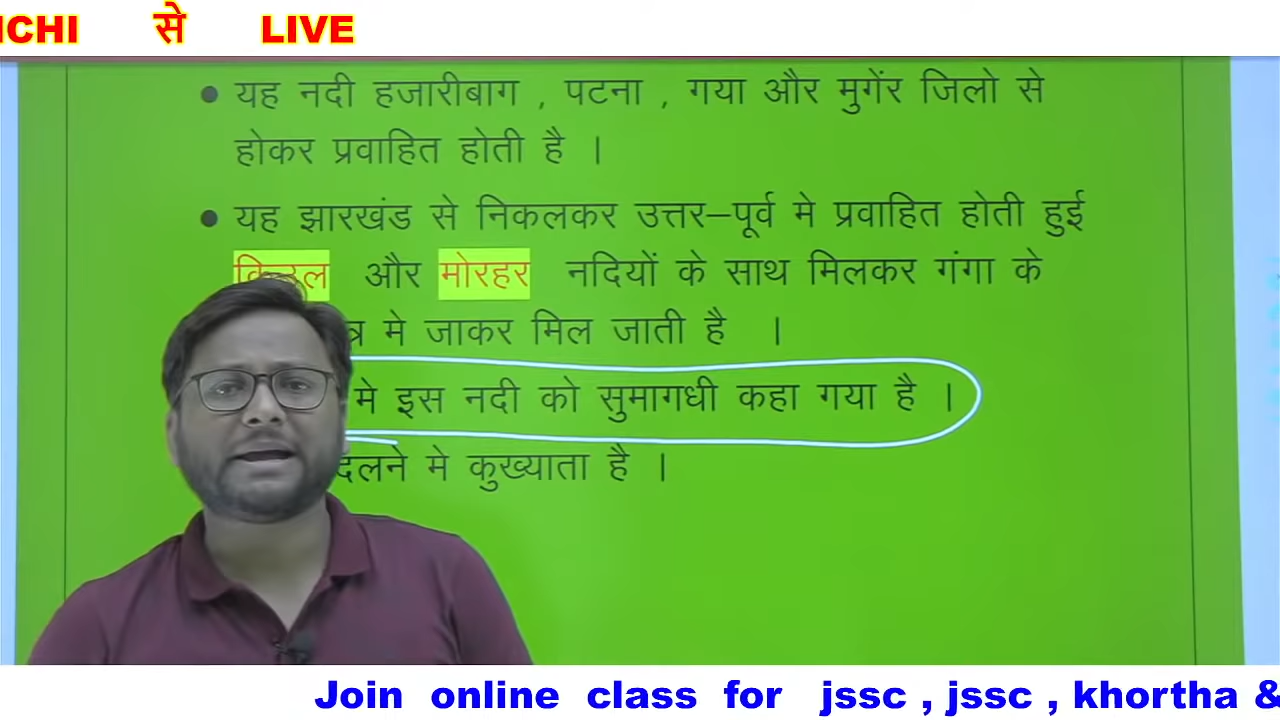 ICHI से LIVE
यह नदी हजारीबाग , पटना , गया और मुगेंर जिलो से
होकर प्रवाहित होती है ।
यह झारखंड से निकलकर उत्तर–पूर्व मे प्रवाहित होती हुई
और मोरहर नदियों के साथ मिलकर गंगा के
मे जाकर मिल जाती है ।
मे इस नदी को सुमागधी कहा गया है ।
दलने मे कुख्याता है ।
Join online class for jssc , jssc , khortha &